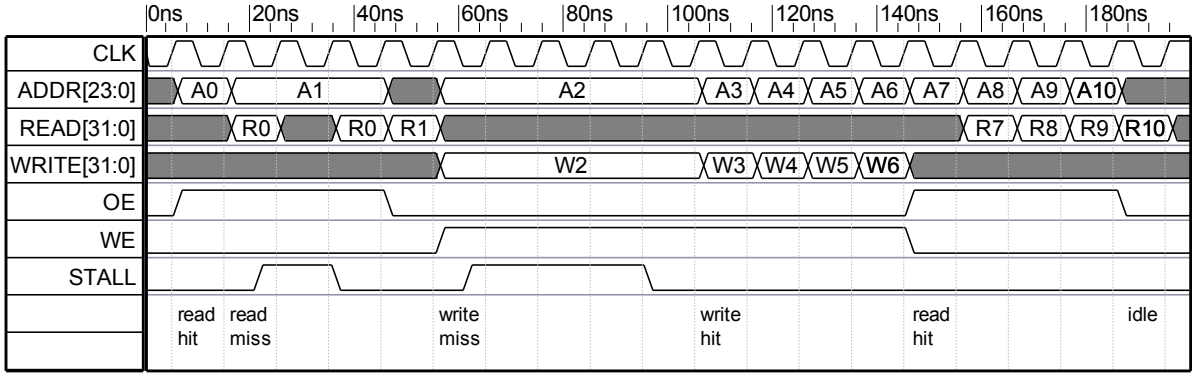 0ns 20ns 40ns 60ns 80ns 100ns 120ns 140ns 160ns 180ns
CLK
ADDR[23:0] A0 A1 A2 A3 A4 A5 A6 A7 A8 A9 A10
READ[31:0] R0 R0 R1 R7 R8 R9 R10
WRITE[31:0] W2 W3 W4 W5 W6
OE
WE
STALL
read read write write read idle
hit miss miss hit hit